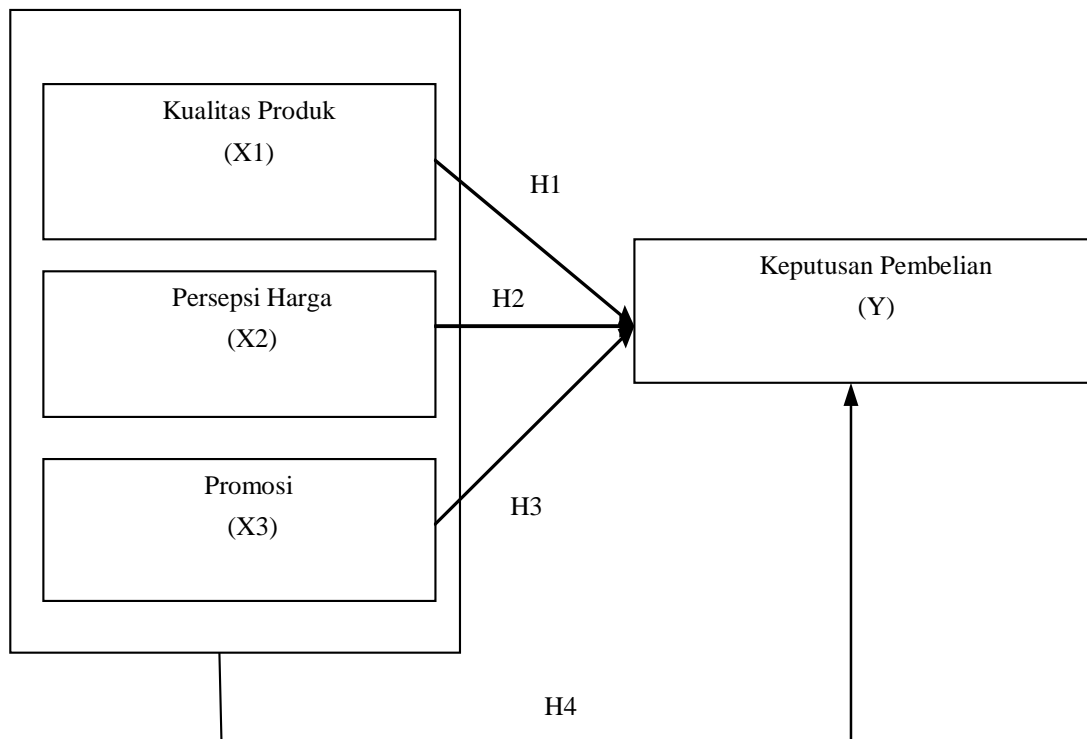 Kualitas Produk
(X1)
H1
Persepsi Harga
(X2)
H2
Keputusan Pembelian
(Y)
Promosi
(X3)
H3
H4